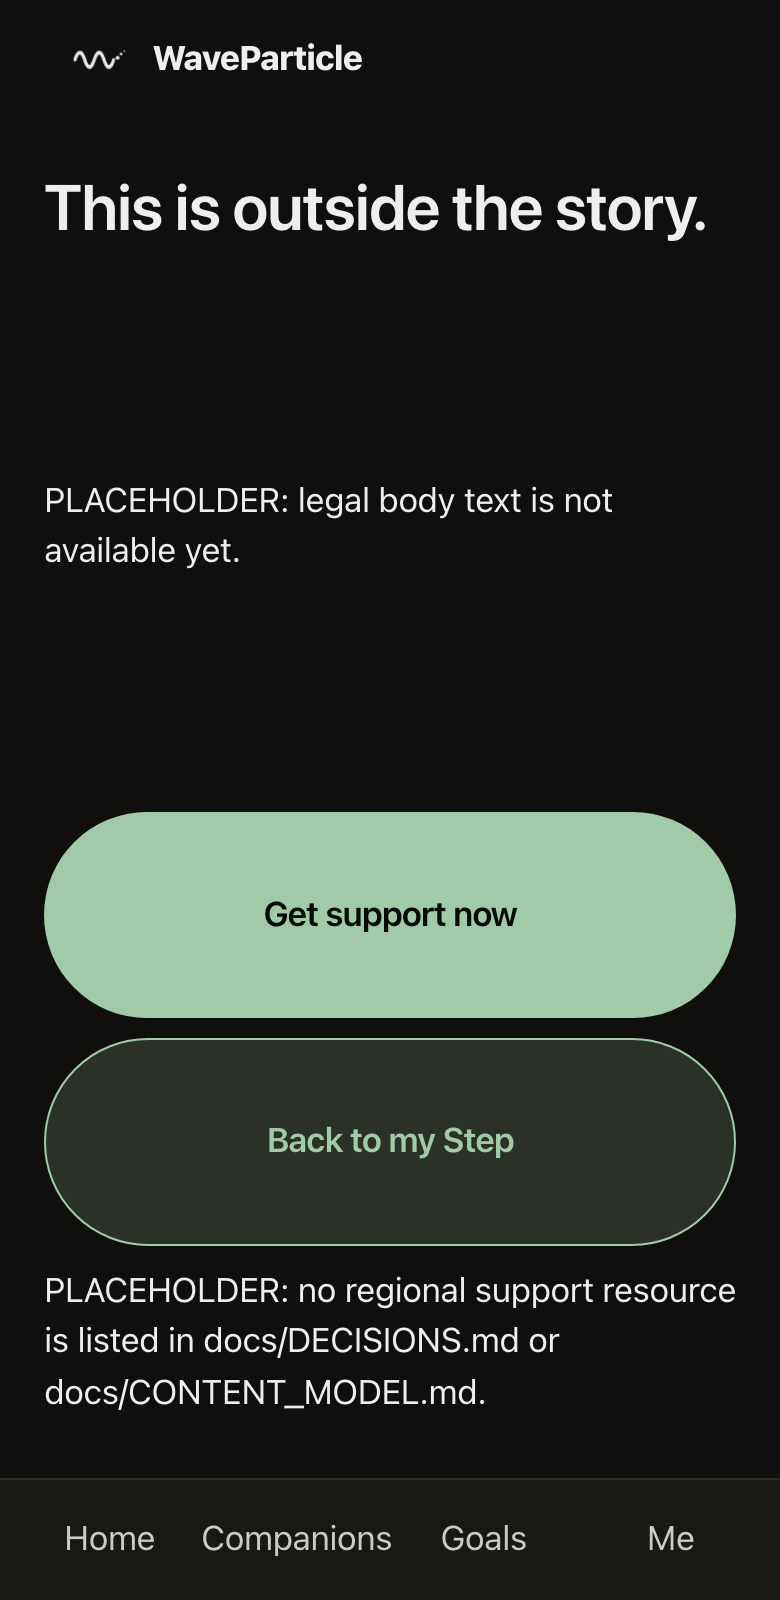 WaveParticle
This is outside the story.
PLACEHOLDER: legal body text is not
available yet.
Get support now
Back to my Step
PLACEHOLDER: no regional support resource
is listed in docs/DECISIONS.md or
docs/CONTENT_MODEL.md.
Home Companions Goals Me